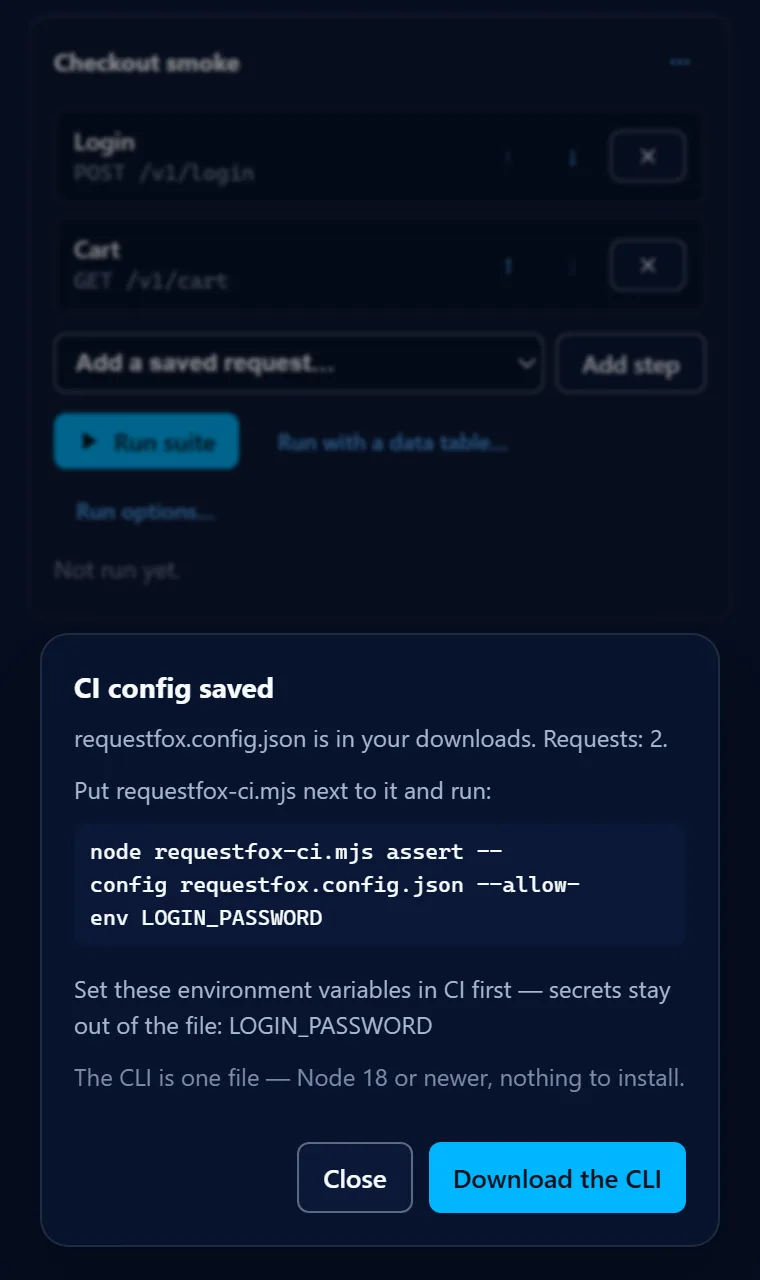 Checkout smoke
Login
POST /v1/login
Cart
GET /v1/cart
Add a saved request...
Add step
Run suite
Run with a data table...
Run options...
Not run yet.
CI config saved
requestfox.config.json is in your downloads. Requests: 2.
Put requestfox-ci.mjs next to it and run:
node requestfox-ci.mjs assert --
config requestfox.config.json --allow-
env LOGIN_PASSWORD
Set these environment variables in CI first — secrets stay
out of the file: LOGIN_PASSWORD
The CLI is one file — Node 18 or newer, nothing to install.
Close
Download the CLI